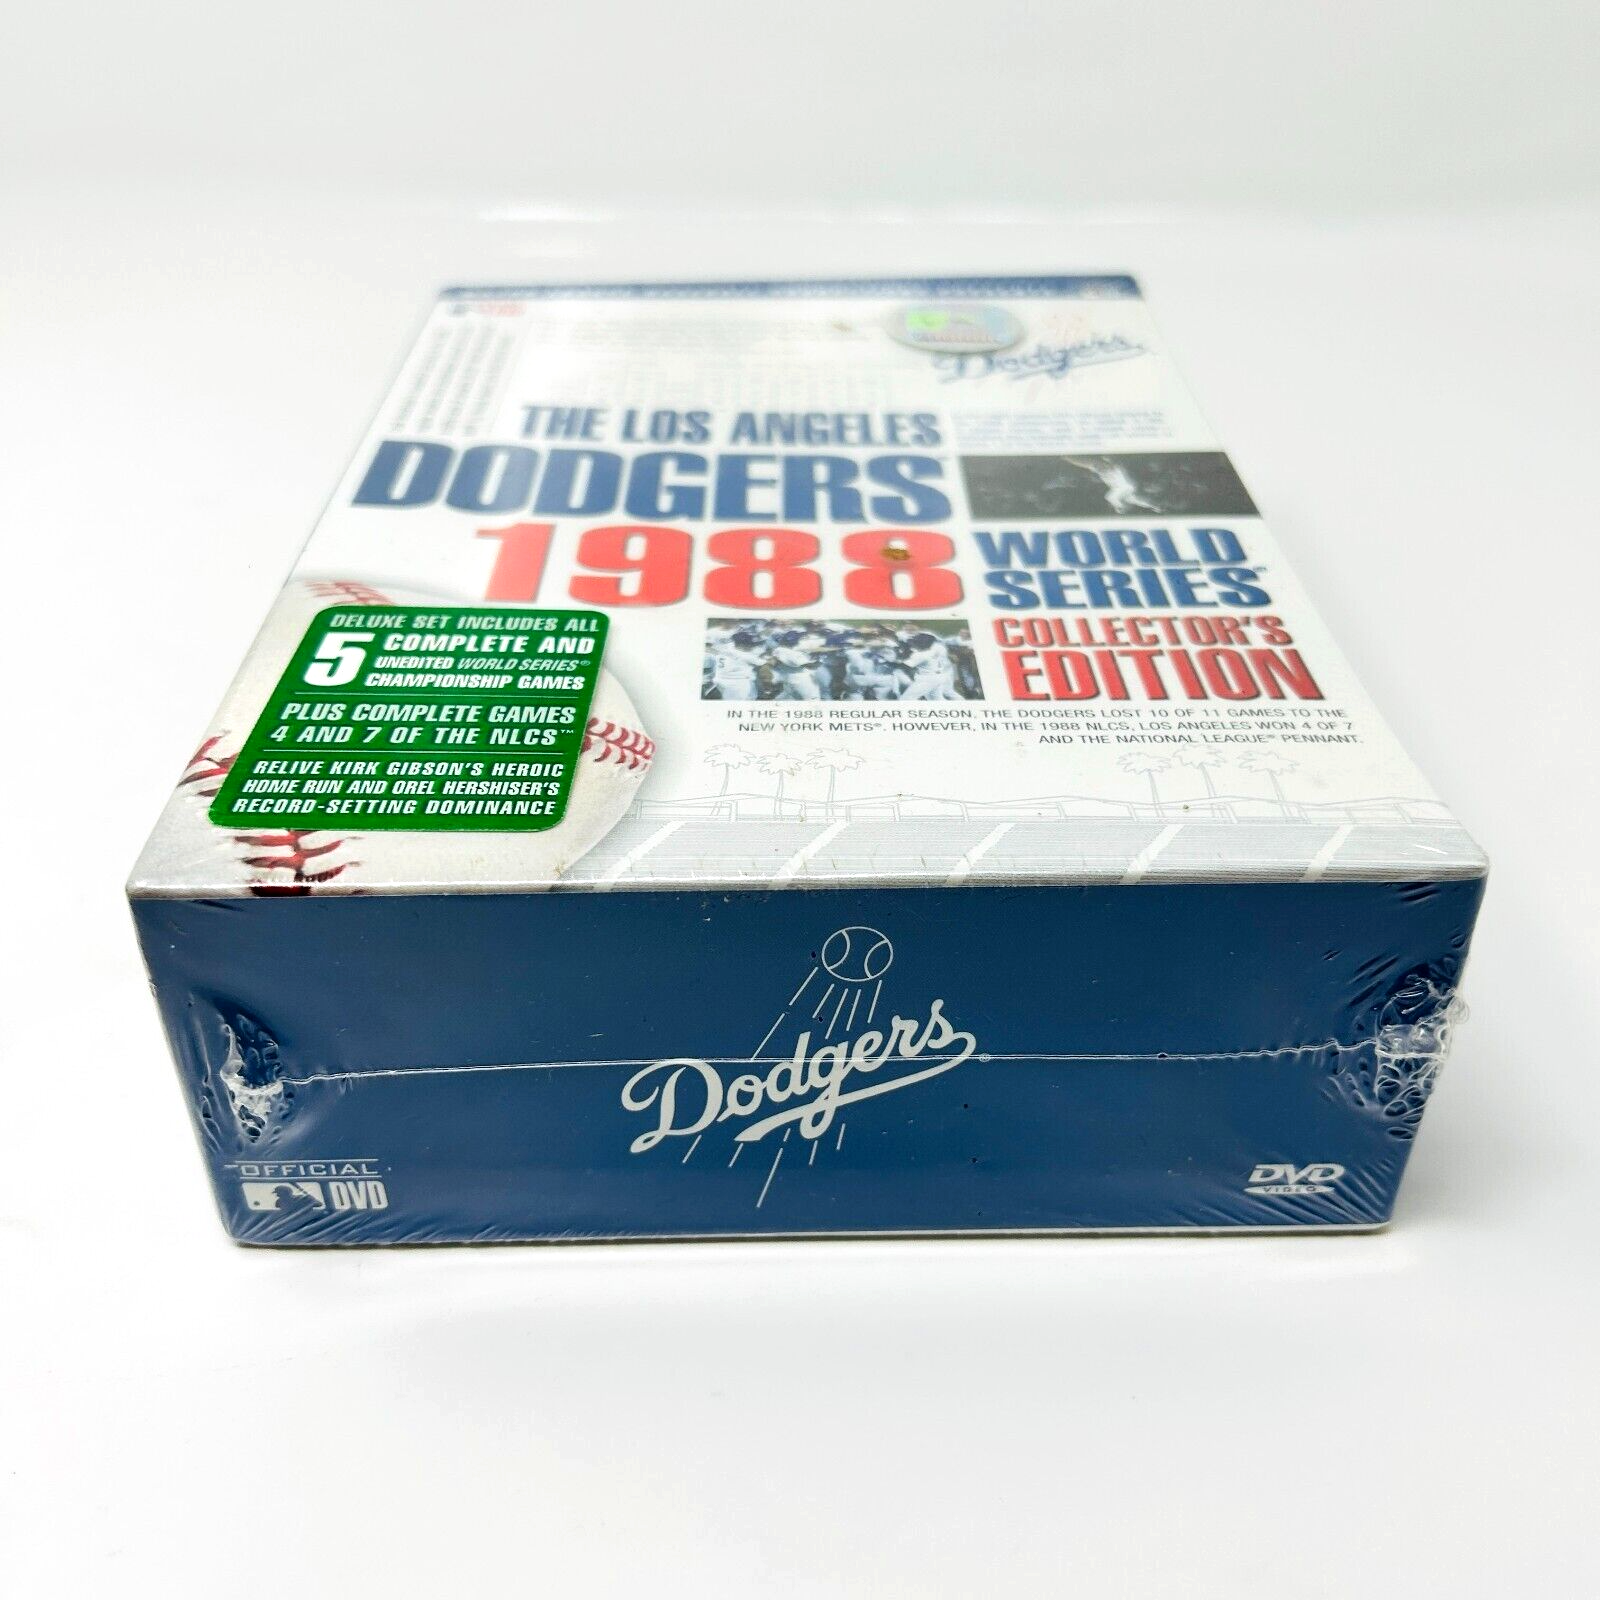 Dodgers
THE LOS ANGELES
DODGERS
1988
WORLD
SERIES™
COLLECTOR'S
EDITION
DELUXE SET INCLUDES ALL
5 COMPLETE AND
UNEDITED WORLD SERIES®
CHAMPIONSHIP GAMES
PLUS COMPLETE GAMES
4 AND 7 OF THE NLCS™
RELIVE KIRK GIBSON'S HEROIC
HOME RUN AND OREL HERSHISER'S
RECORD-SETTING DOMINANCE
IN THE 1988 REGULAR SEASON, THE DODGERS LOST 10 OF 11 GAMES TO THE
NEW YORK METS®. HOWEVER, IN THE 1988 NLCS, LOS ANGELES WON 4 OF 7
AND THE NATIONAL LEAGUE® PENNANT.
Dodgers®
OFFICIAL
DVD
DVD
VIDEO